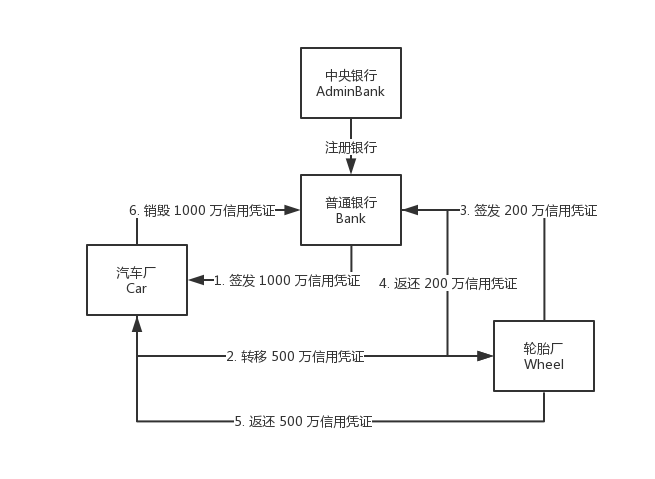 中央银行
AdminBank
注册银行
普通银行
Bank
6. 销毁 1000 万信用凭证
3. 签发 200 万信用凭证
汽车厂
Car
1. 签发 1000 万信用凭证
4. 返还 200 万信用凭证
轮胎厂
Wheel
2. 转移 500 万信用凭证
5. 返还 500 万信用凭证